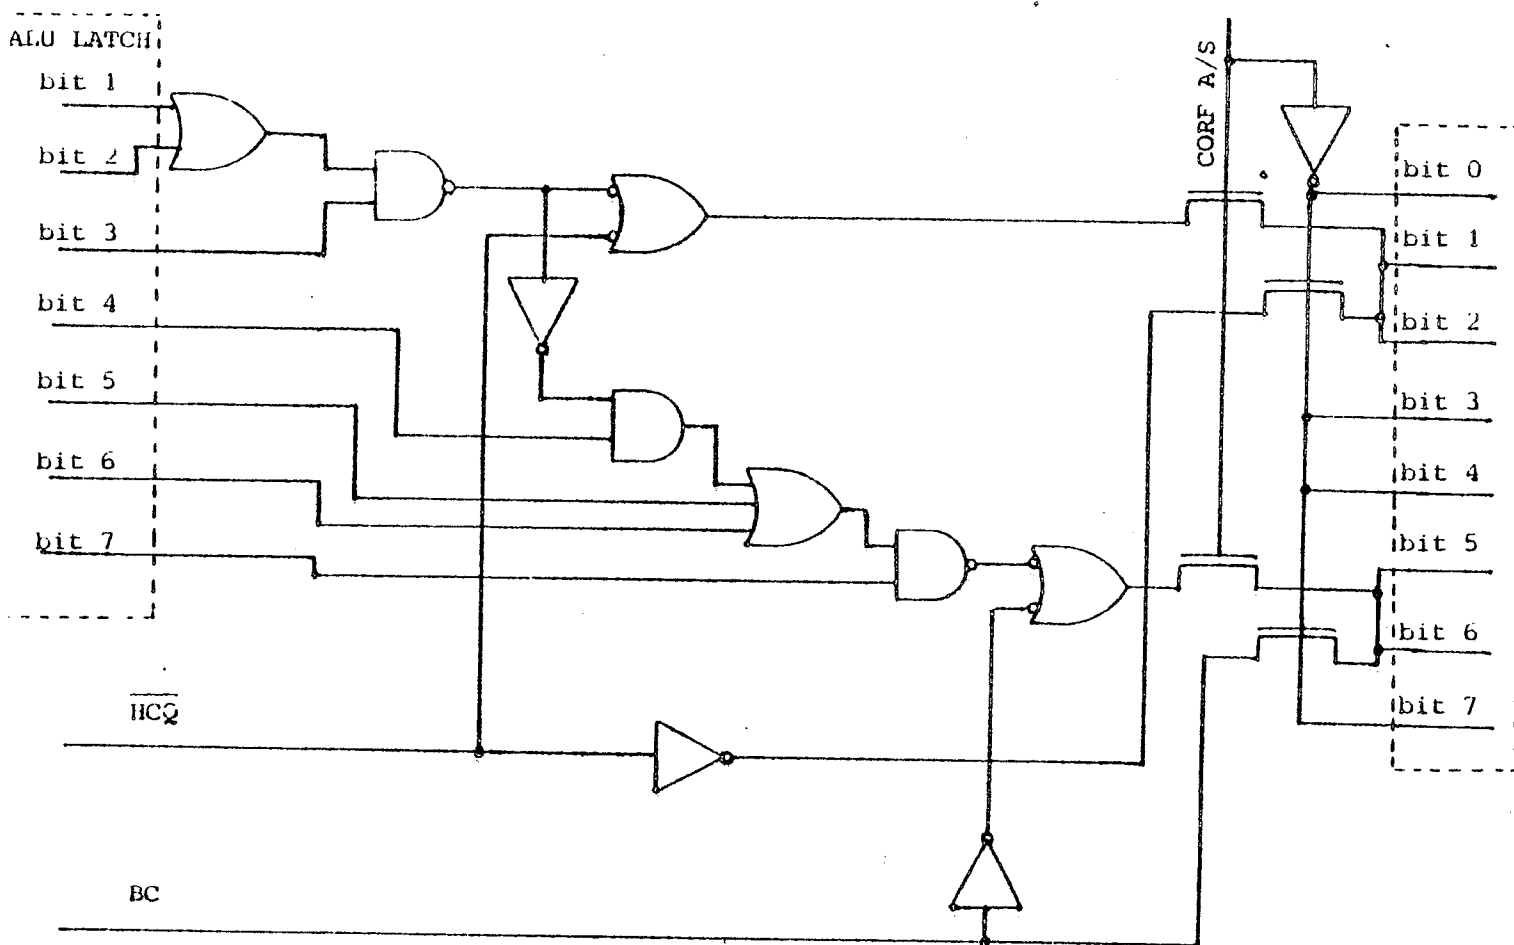 ALU LATCH
bit 1
bit 2
bit 3
bit 4
bit 5
bit 6
bit 7
HCQ
BC
CORF A/S
bit 0
bit 1
bit 2
bit 3
bit 4
bit 5
bit 6
bit 7